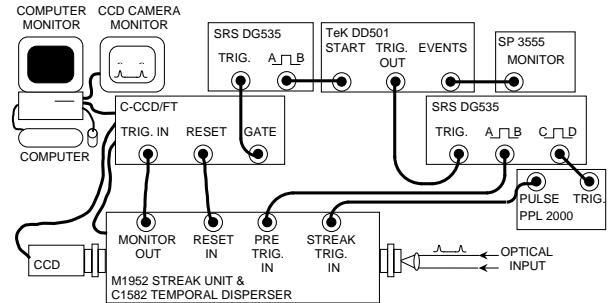 COMPUTER
MONITOR
CCD CAMERA
MONITOR
SRS DG535
TRIG.
A
B
TeK DD501
START
TRIG.
OUT
EVENTS
SP 3555
MONITOR
C-CCD/FT
TRIG. IN
RESET
GATE
SRS DG535
TRIG.
A
B
C
D
COMPUTER
PULSE
TRIG.
PPL 2000
MONITOR
OUT
RESET
IN
PRE
TRIG.
IN
STREAK
TRIG.
IN
CCD
M1952 STREAK UNIT &
C1582 TEMPORAL DISPERSER
OPTICAL
INPUT